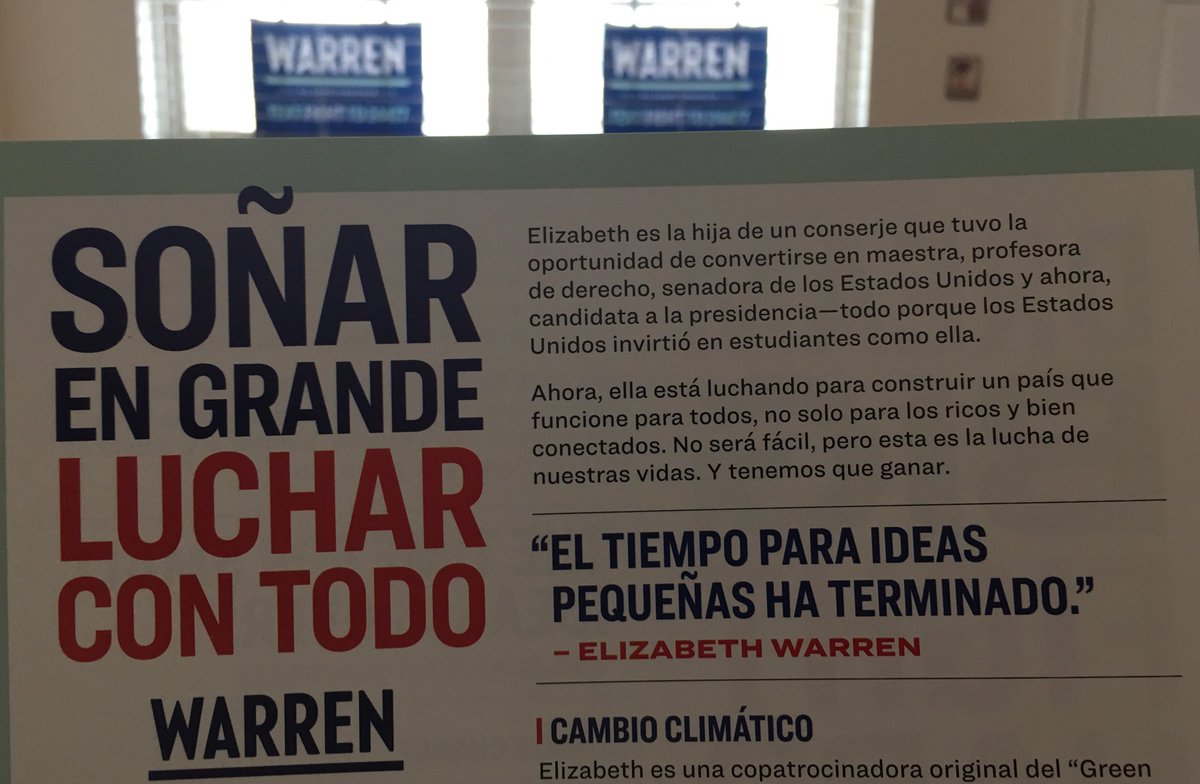 WARREN
WARREN
SOÑAR
EN GRANDE
LUCHAR
CON TODO
WARREN
Elizabeth es la hija de un conserje que tuvo la
oportunidad de convertirse en maestra, profesora
de derecho, senadora de los Estados Unidos y ahora,
candidata a la presidencia—todo porque los Estados
Unidos invirtió en estudiantes como ella.
Ahora, ella está luchando para construir un país que
funcione para todos, no solo para los ricos y bien
conectados. No será fácil, pero esta es la lucha de
nuestras vidas. Y tenemos que ganar.
“EL TIEMPO PARA IDEAS
PEQUEÑAS HA TERMINADO.”
– ELIZABETH WARREN
CAMBIO CLIMÁTICO
Elizabeth es una copatrocinadora original del “Green